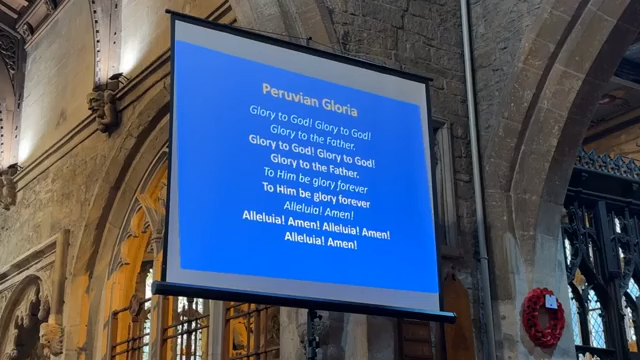 Peruvian Gloria
Glory to God! Glory to God!
Glory to the Father.
Glory to God! Glory to God!
Glory to the Father.
To Him be glory forever
To Him be glory forever
Alleluia! Amen!
Alleluia! Amen! Alleluia! Amen!
Alleluia! Amen!